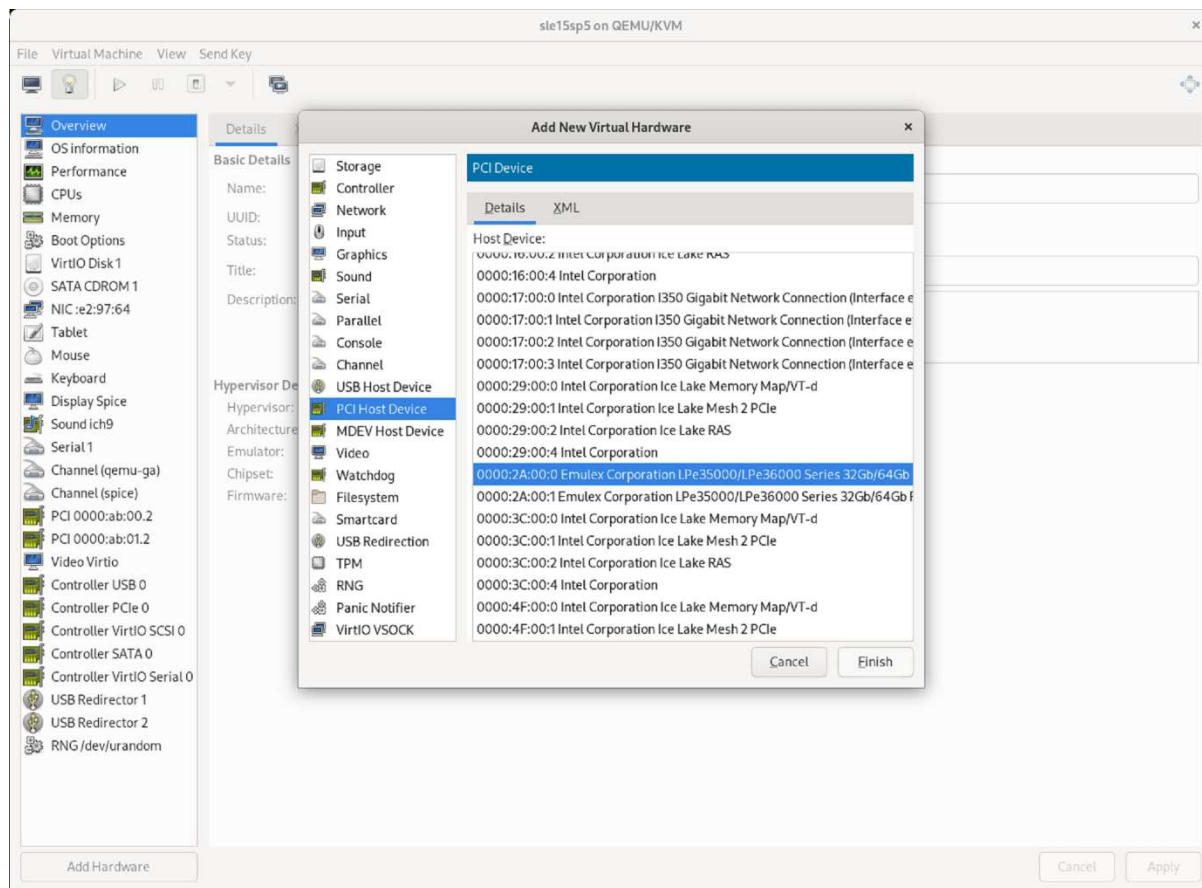 sle15sp5 on QEMU/KVM
File Virtual Machine View Send Key
Overview
OS information
Performance
CPUs
Memory
Boot Options
VirtIO Disk 1
SATA CDROM 1
NIC :e2:97:64
Tablet
Mouse
Keyboard
Display Spice
Sound ich9
Serial 1
Channel (qemu-ga)
Channel (spice)
PCI 0000:ab:00.2
PCI 0000:ab:01.2
Video Virtio
Controller USB 0
Controller PCIe 0
Controller VirtIO SCSI 0
Controller SATA 0
Controller VirtIO Serial 0
USB Redirector 1
USB Redirector 2
RNG /dev/urandom
Add Hardware
Details
Basic Details
Name:
UUID:
Status:
Title:
Description:
Hypervisor De
Hypervisor:
Architecture
Emulator:
Chipset:
Firmware:
Add New Virtual Hardware
Storage
Controller
Network
Input
Graphics
Sound
Serial
Parallel
Console
Channel
USB Host Device
PCI Host Device
MDEV Host Device
Video
Watchdog
Filesystem
Smartcard
USB Redirection
TPM
RNG
Panic Notifier
VirtIO VSOCK
PCI Device
Details XML
Host Device:
0000:16:00:2 Intel Corporation Ice Lake RAS
0000:16:00:4 Intel Corporation
0000:17:00:0 Intel Corporation I350 Gigabit Network Connection (Interface e
0000:17:00:1 Intel Corporation I350 Gigabit Network Connection (Interface e
0000:17:00:2 Intel Corporation I350 Gigabit Network Connection (Interface e
0000:17:00:3 Intel Corporation I350 Gigabit Network Connection (Interface e
0000:29:00:0 Intel Corporation Ice Lake Memory Map/VT-d
0000:29:00:1 Intel Corporation Ice Lake Mesh 2 PCIe
0000:29:00:2 Intel Corporation Ice Lake RAS
0000:29:00:4 Intel Corporation
0000:2A:00:0 Emulex Corporation LPe35000/LPe36000 Series 32Gb/64Gb
0000:2A:00:1 Emulex Corporation LPe35000/LPe36000 Series 32Gb/64Gb F
0000:3C:00:0 Intel Corporation Ice Lake Memory Map/VT-d
0000:3C:00:1 Intel Corporation Ice Lake Mesh 2 PCIe
0000:3C:00:2 Intel Corporation Ice Lake RAS
0000:3C:00:4 Intel Corporation
0000:4F:00:0 Intel Corporation Ice Lake Memory Map/VT-d
0000:4F:00:1 Intel Corporation Ice Lake Mesh 2 PCIe
Cancel Finish
Cancel Apply